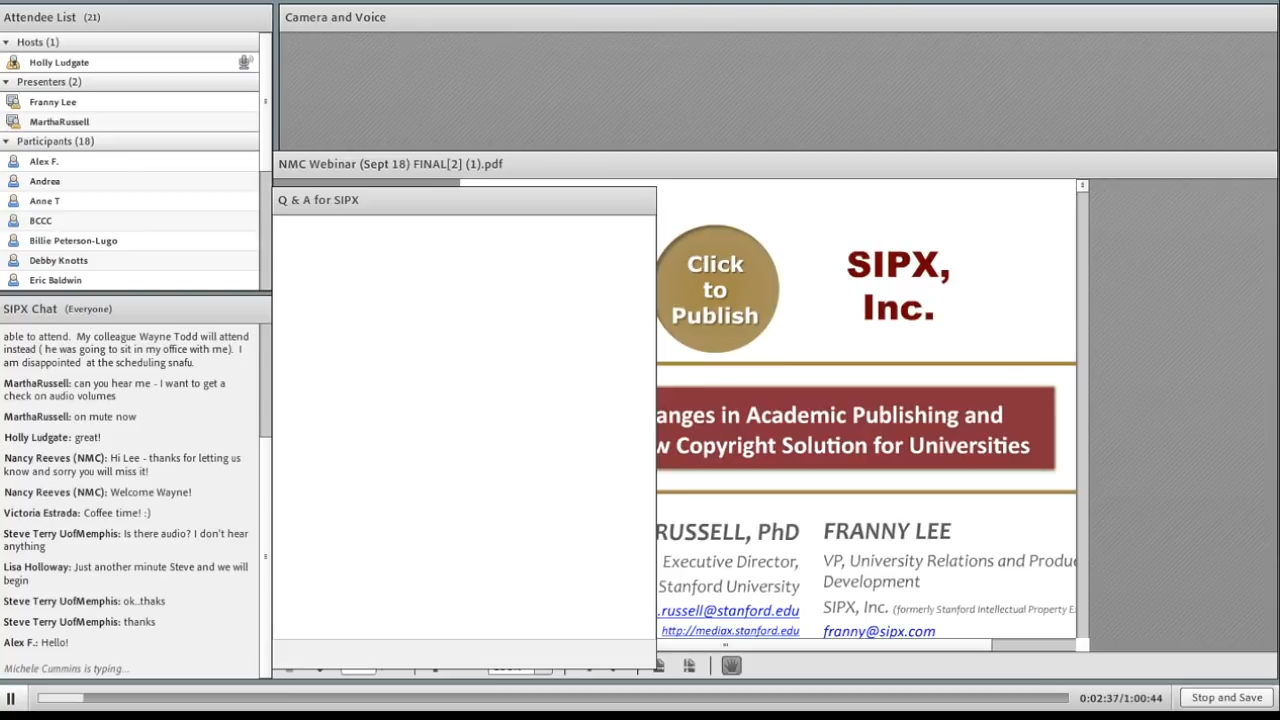 Attendee List (21)
Hosts (1)
Holly Ludgate
Presenters (2)
Franny Lee
MarthaRussell
Participants (18)
Alex F.
Andrea
Anne T
BCCC
Billie Peterson-Lugo
Debby Knotts
Eric Baldwin
SIPX Chat (Everyone)
able to attend. My colleague Wayne Todd will attend
instead ( he was going to sit in my office with me). I
am disappointed at the scheduling snafu.
MarthaRussell: can you hear me - I want to get a
check on audio volumes
MarthaRussell: on mute now
Holly Ludgate: great!
Nancy Reeves (NMC): Hi Lee - thanks for letting us
know and sorry you will miss it!
Nancy Reeves (NMC): Welcome Wayne!
Victoria Estrada: Coffee time! :)
Steve Terry UofMemphis: Is there audio? I don't hear
anything
Lisa Holloway: Just another minute Steve and we will
begin
Steve Terry UofMemphis: ok..thaks
Steve Terry UofMemphis: thanks
Alex F.: Hello!
Michele Cummins is typing...
Camera and Voice
NMC Webinar (Sept 18) FINAL[2] (1).pdf
Q & A for SIPX
Click
to
Publish
SIPX,
Inc.
anges in Academic Publishing and
w Copyright Solution for Universities
RUSSELL, PhD
Executive Director,
Stanford University
.russell@stanford.edu
http://mediax.stanford.edu
FRANNY LEE
VP, University Relations and Produc
Development
SIPX, Inc. (formerly Stanford Intellectual Property E
franny@sipx.com
0:02:37/1:00:44
Stop and Save